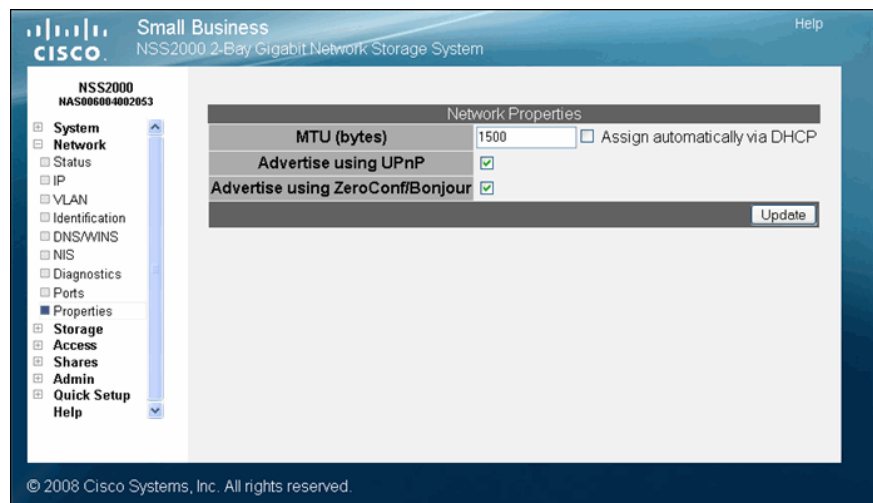 Small Business
Help
CISCO
NSS2000 2-Bay Gigabit Network Storage System
NSS2000
NAS006004002053
System
Network
Status
IP
VLAN
Identification
DNS/WINS
NIS
Diagnostics
Ports
Properties
Storage
Access
Shares
Admin
Quick Setup
Help
Network Properties
MTU (bytes) 1500 Assign automatically via DHCP
Advertise using UPnP
Advertise using ZeroConf/Bonjour
Update
© 2008 Cisco Systems, Inc. All rights reserved.